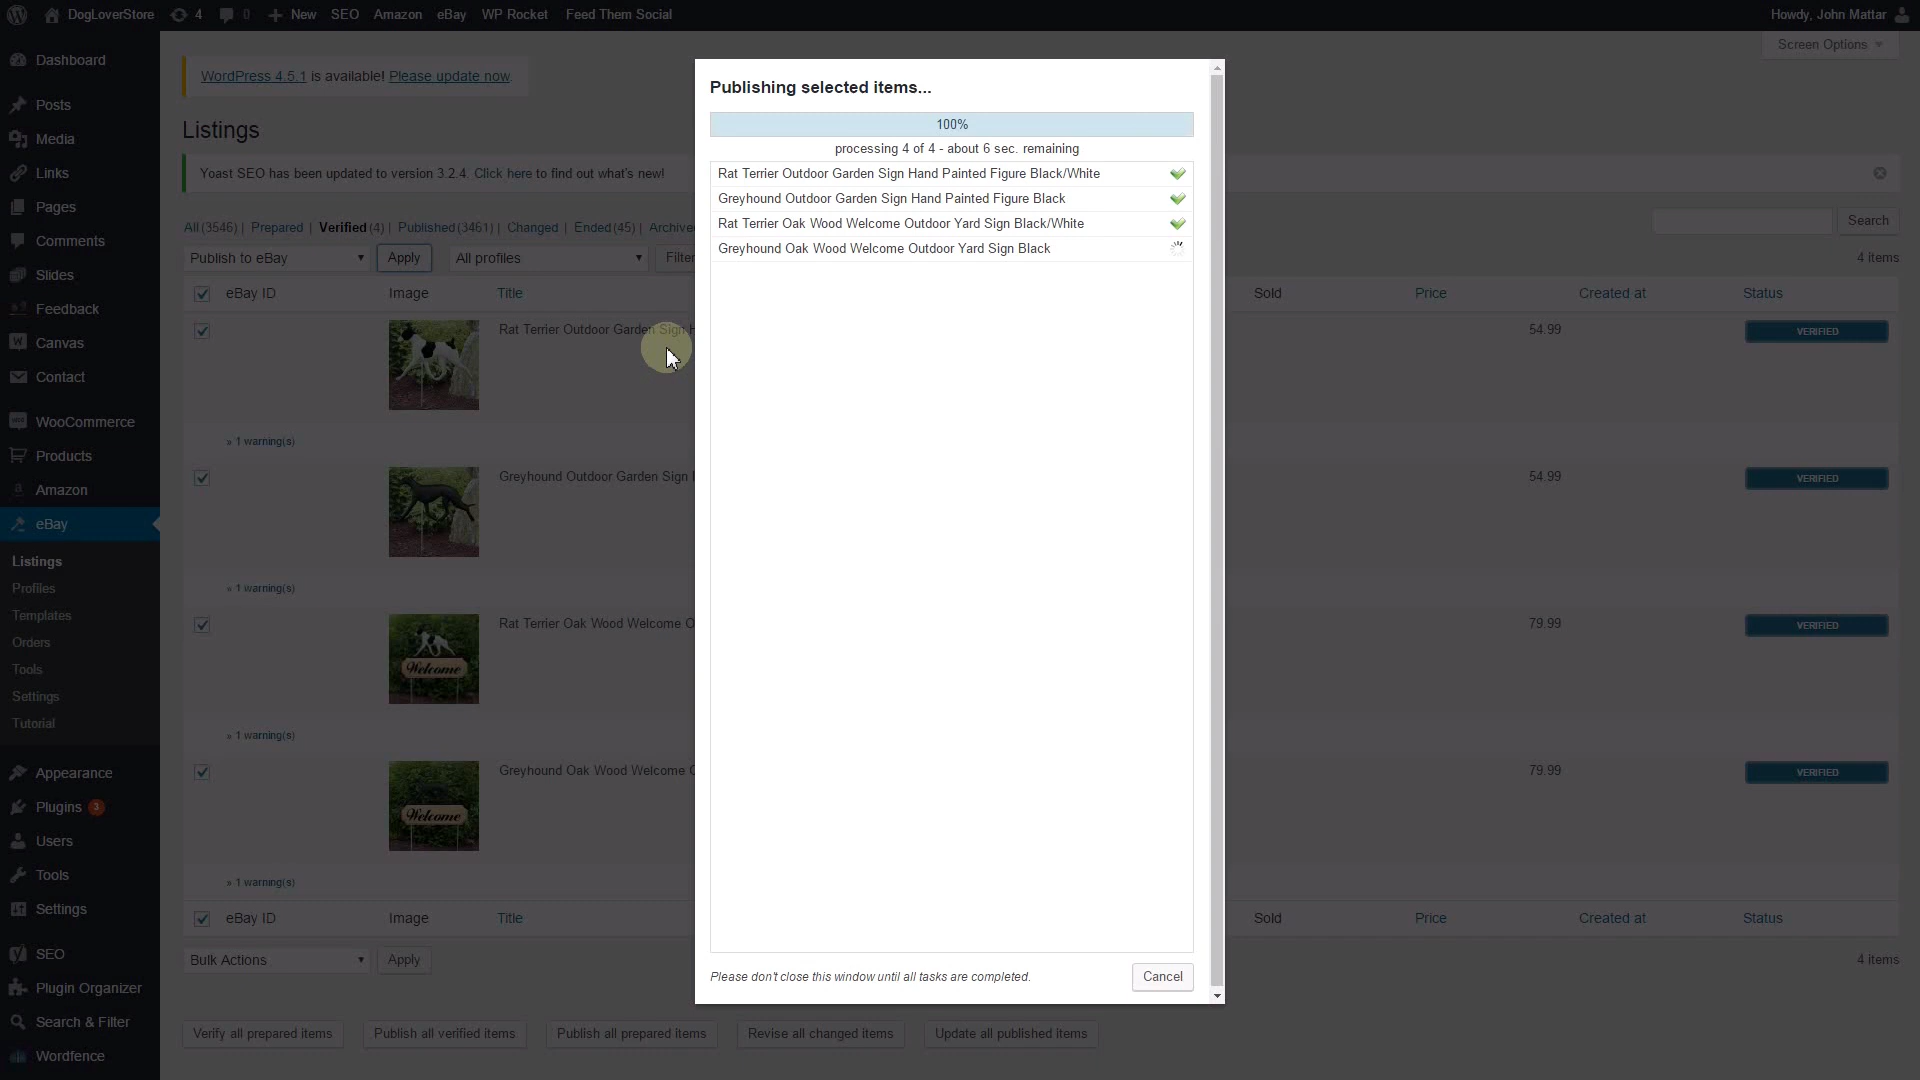 DogLoverStore 4 0 New SEO Amazon eBay WP Rocket Feed Them Social Howdy, John Mattar
Screen Options
Dashboard
Posts
Media
Links
Pages
Comments
Slides
Feedback
Canvas
Contact
WooCommerce
Products
Amazon
eBay
Listings
Profiles
Templates
Orders
Tools
Settings
Tutorial
Appearance
Plugins 3
Users
Tools
Settings
SEO
Plugin Organizer
Search & Filter
Wordfence
WordPress 4.5.1 is available! Please update now.
Listings
Yoast SEO has been updated to version 3.2.4. Click here to find out what's new!
All (3546) | Prepared | Verified (4) | Published (3461) | Changed | Ended (45) |
Search
Publish to eBay Apply All profiles
4 items
eBay ID Image Title Sold Price Created at Status
Rat Terrier Outdoor Garden Sign 54.99 VERIFIED
» 1 warning(s)
Greyhound Outdoor Garden Sign 54.99 VERIFIED
» 1 warning(s)
Rat Terrier Oak Wood Welcome 79.99 VERIFIED
Welcome
» 1 warning(s)
Greyhound Oak Wood Welcome 79.99 VERIFIED
Welcome
» 1 warning(s)
eBay ID Image Title Sold Price Created at Status
Bulk Actions Apply
4 items
Verify all prepared items Publish all verified items Publish all prepared items Revise all changed items Update all published items
Publishing selected items...
100%
processing 4 of 4 - about 6 sec. remaining
Rat Terrier Outdoor Garden Sign Hand Painted Figure Black/White
Greyhound Outdoor Garden Sign Hand Painted Figure Black
Rat Terrier Oak Wood Welcome Outdoor Yard Sign Black/White
Greyhound Oak Wood Welcome Outdoor Yard Sign Black
Please don't close this window until all tasks are completed.
Cancel